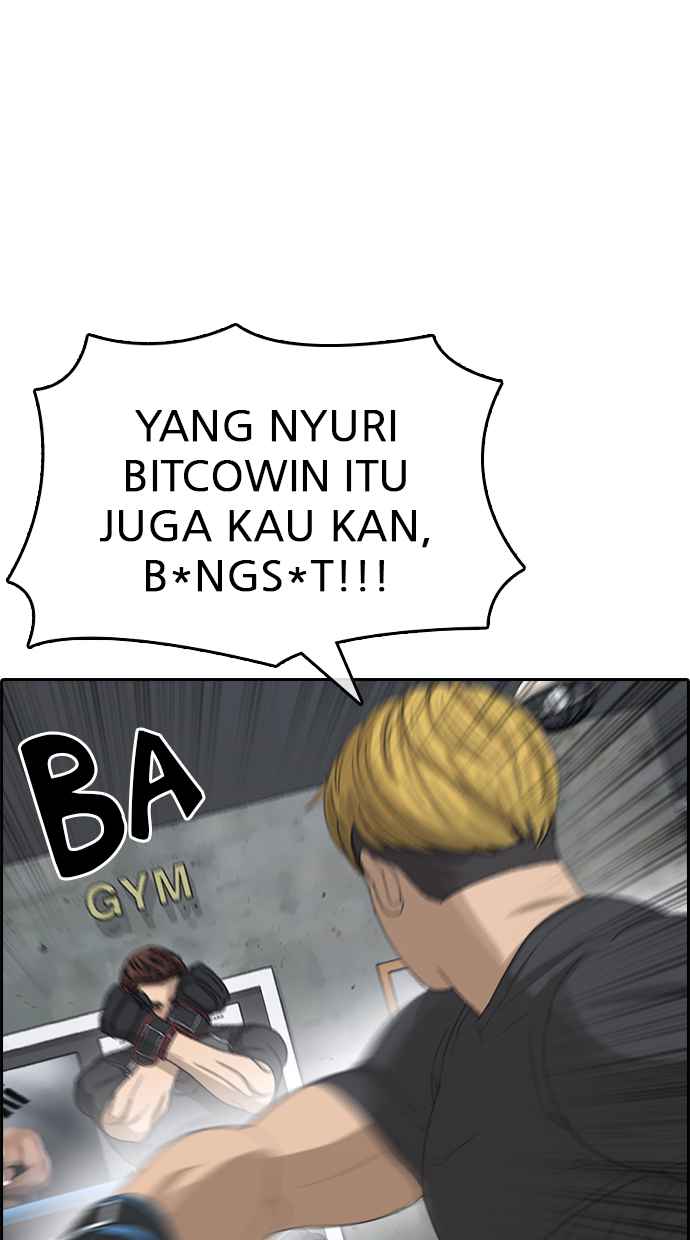 YANG NYURI
BITCOWIN ITU
JUGA KAU KAN,
B*NGS*T!!!
BA
GYM